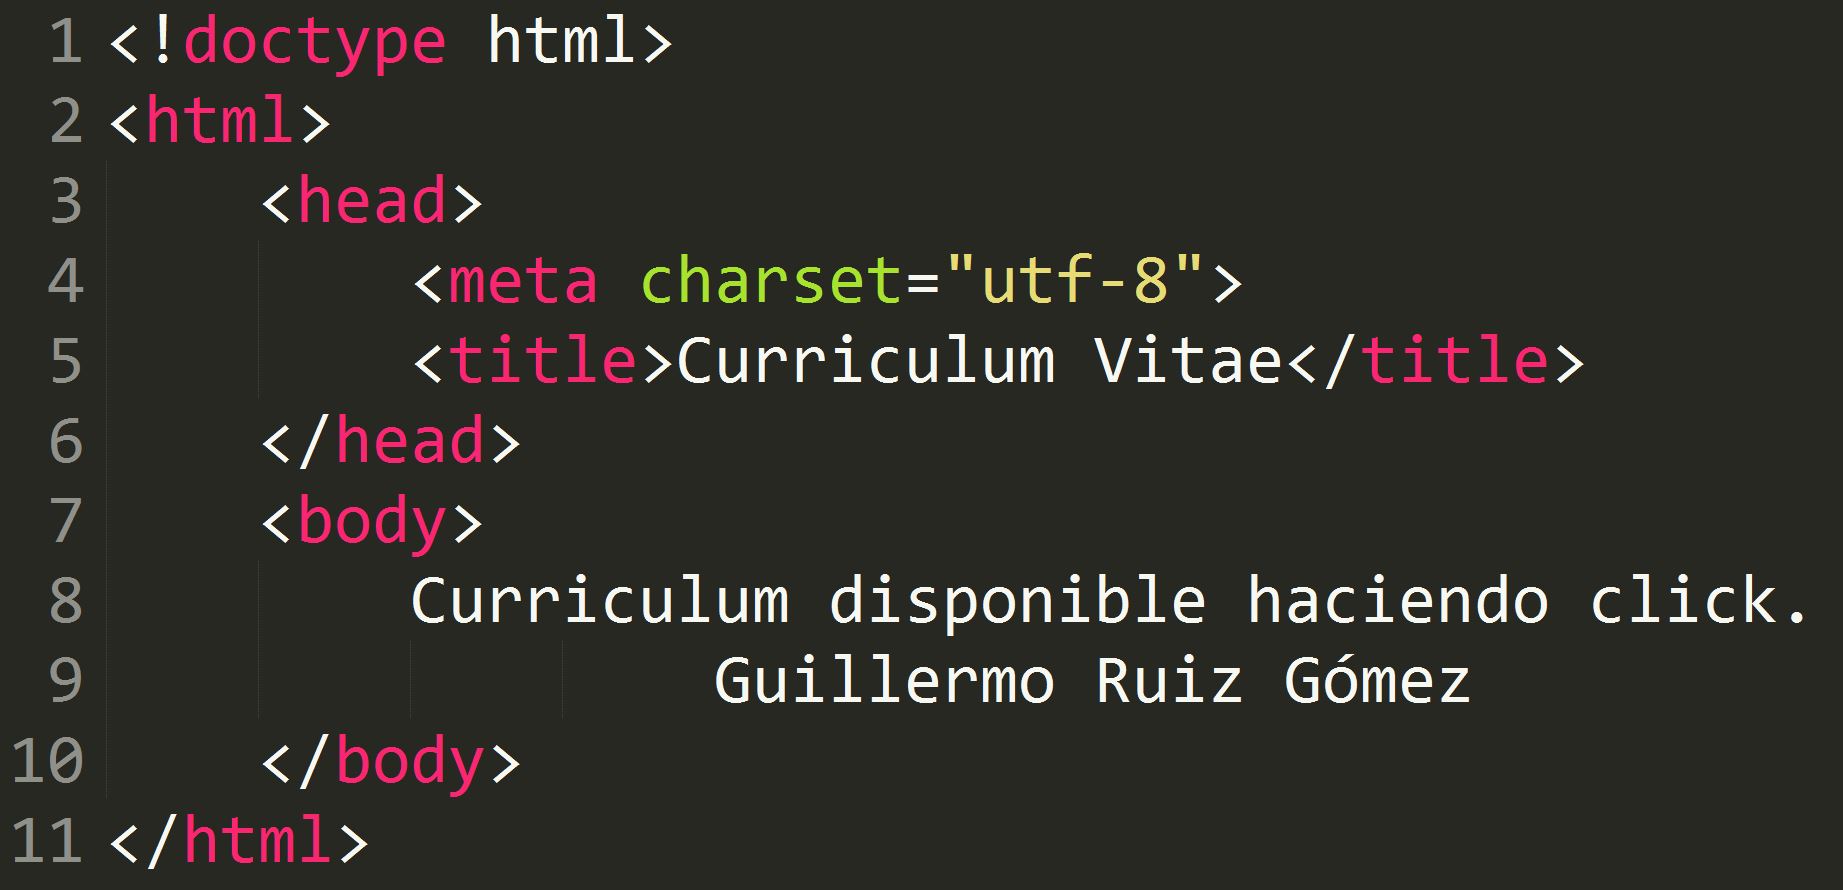 1 <!doctype html>
2 <html>
3     <head>
4         <meta charset="utf-8">
5         <title>Curriculum Vitae</title>
6     </head>
7     <body>
8         Curriculum disponible haciendo click.
9                 Guillermo Ruiz Gómez
10     </body>
11 </html>